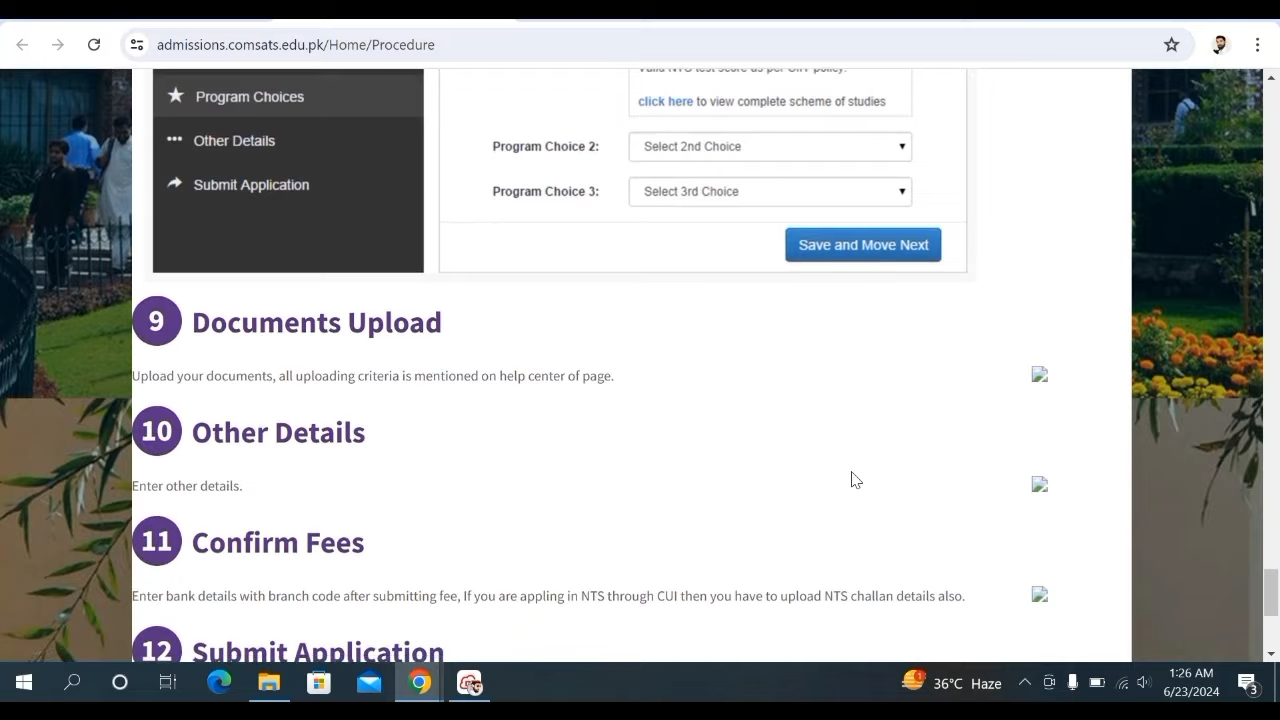 admissions.comsats.edu.pk/Home/Procedure
Program Choices
Other Details
Submit Application
Valid NTS test score as per CIIT policy.
click here to view complete scheme of studies
Program Choice 2: Select 2nd Choice
Program Choice 3: Select 3rd Choice
Save and Move Next
9 Documents Upload
Upload your documents, all uploading criteria is mentioned on help center of page.
10 Other Details
Enter other details.
11 Confirm Fees
Enter bank details with branch code after submitting fee, If you are appling in NTS through CUI then you have to upload NTS challan details also.
12 Submit Application
1
36°C Haze
1:26 AM
6/23/2024
3